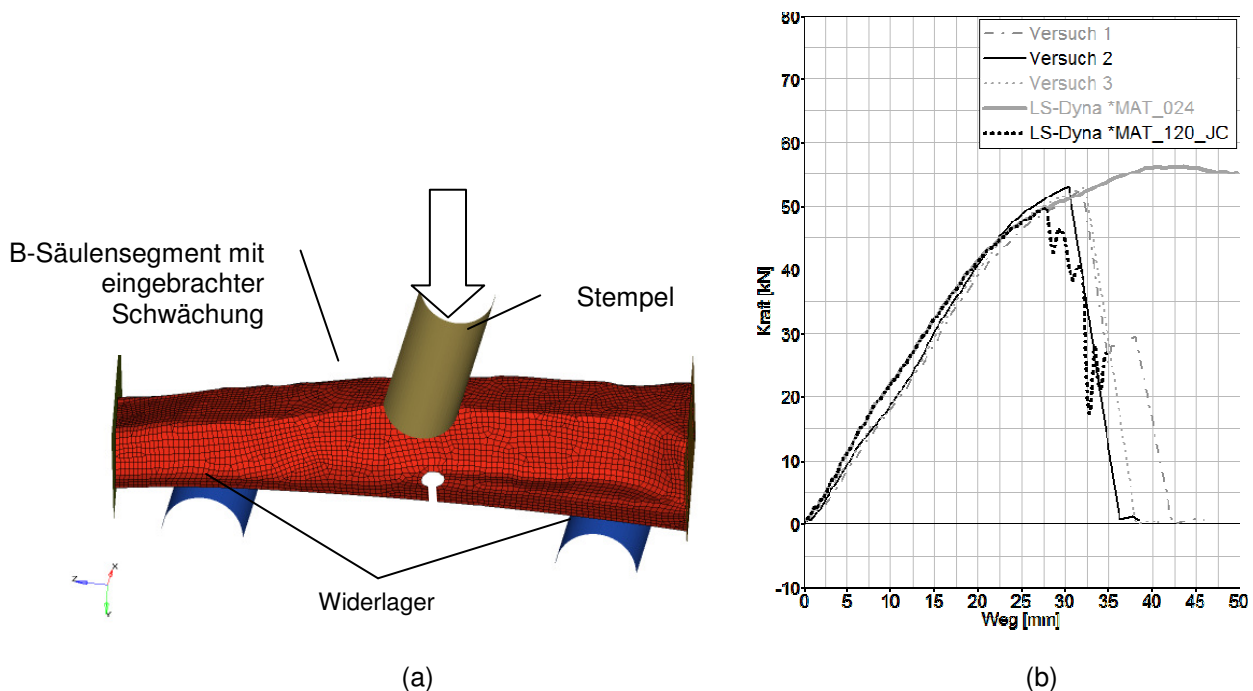 B-Säulensegment mit
eingebrachter
Schwächung
Stempel
Widerlager
Z
X
Y
(a)
Kraft [kN]
80
70
60
50
40
30
20
10
0
-10
Versuch 1
Versuch 2
Versuch 3
LS-Dyna *MAT_024
LS-Dyna *MAT_120_JC
0 5 10 15 20 25 30 35 40 45 50
Weg [mm]
(b)